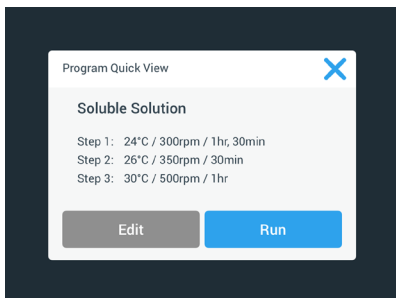 Program Quick View
Soluble Solution
Step 1: 24°C / 300rpm / 1hr, 30min
Step 2: 26°C / 350rpm / 30min
Step 3: 30°C / 500rpm / 1hr
Edit Run